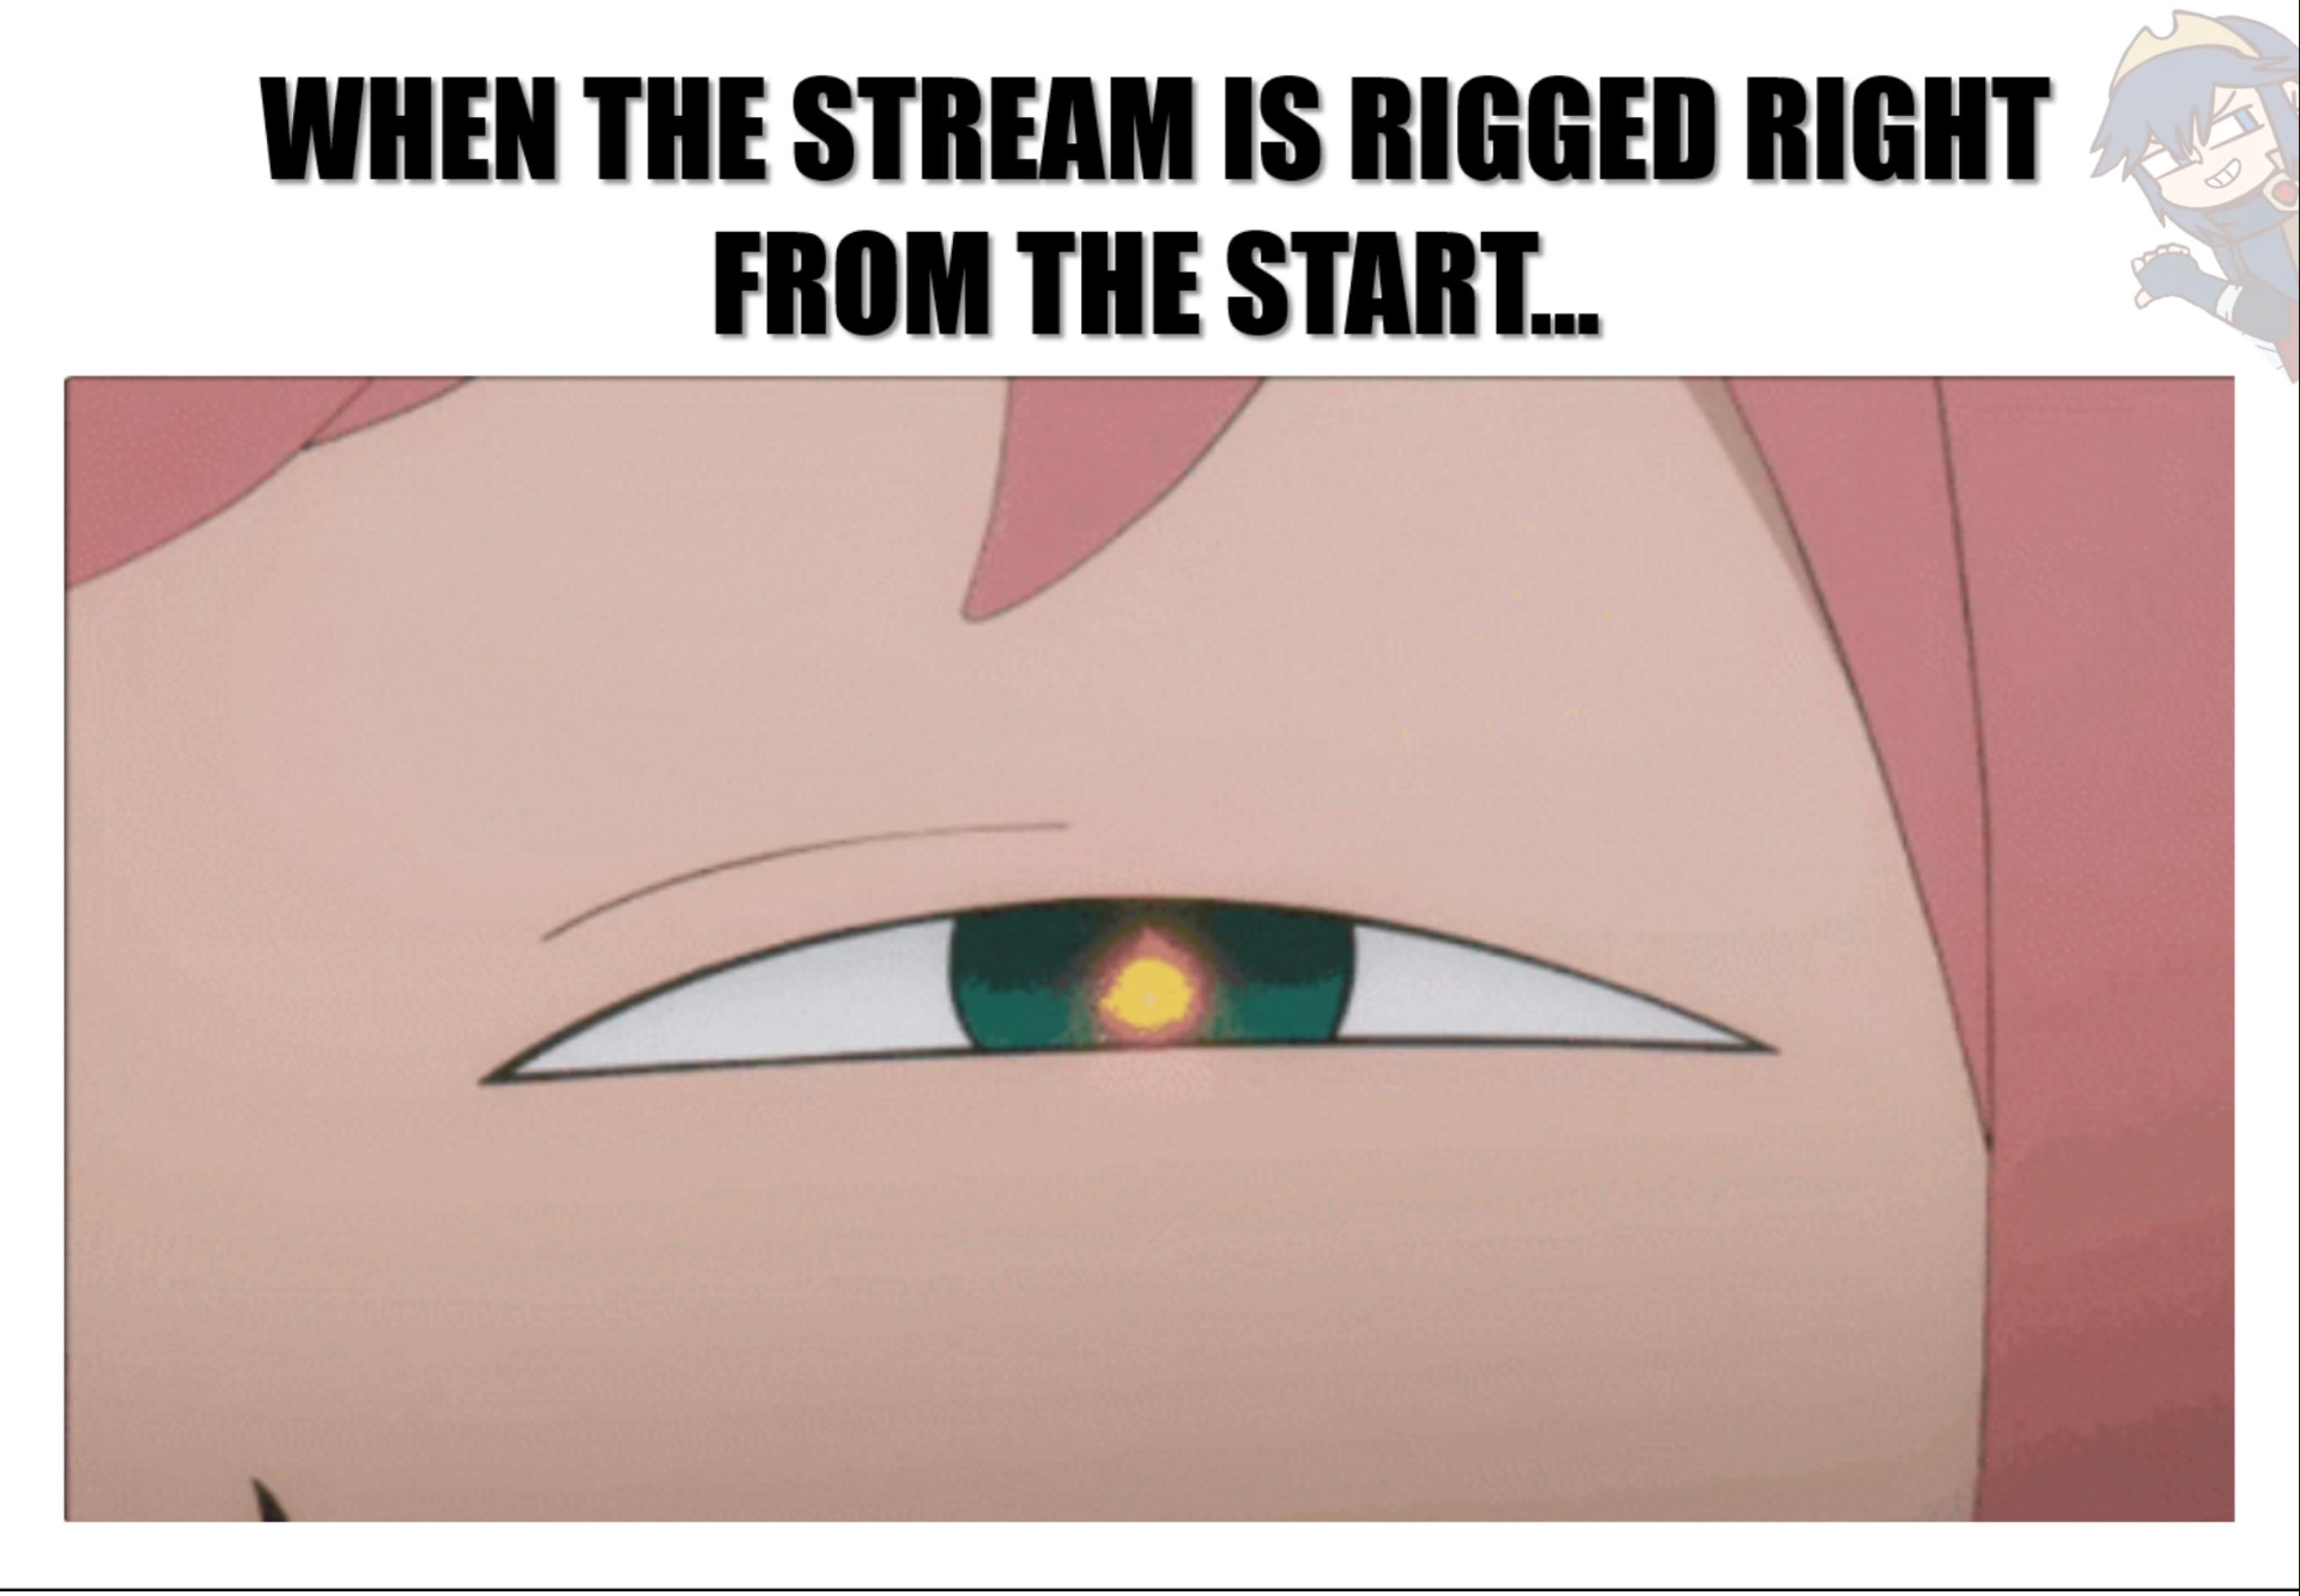 WHEN THE STREAM IS RIGGED RIGHT
FROM THE START...